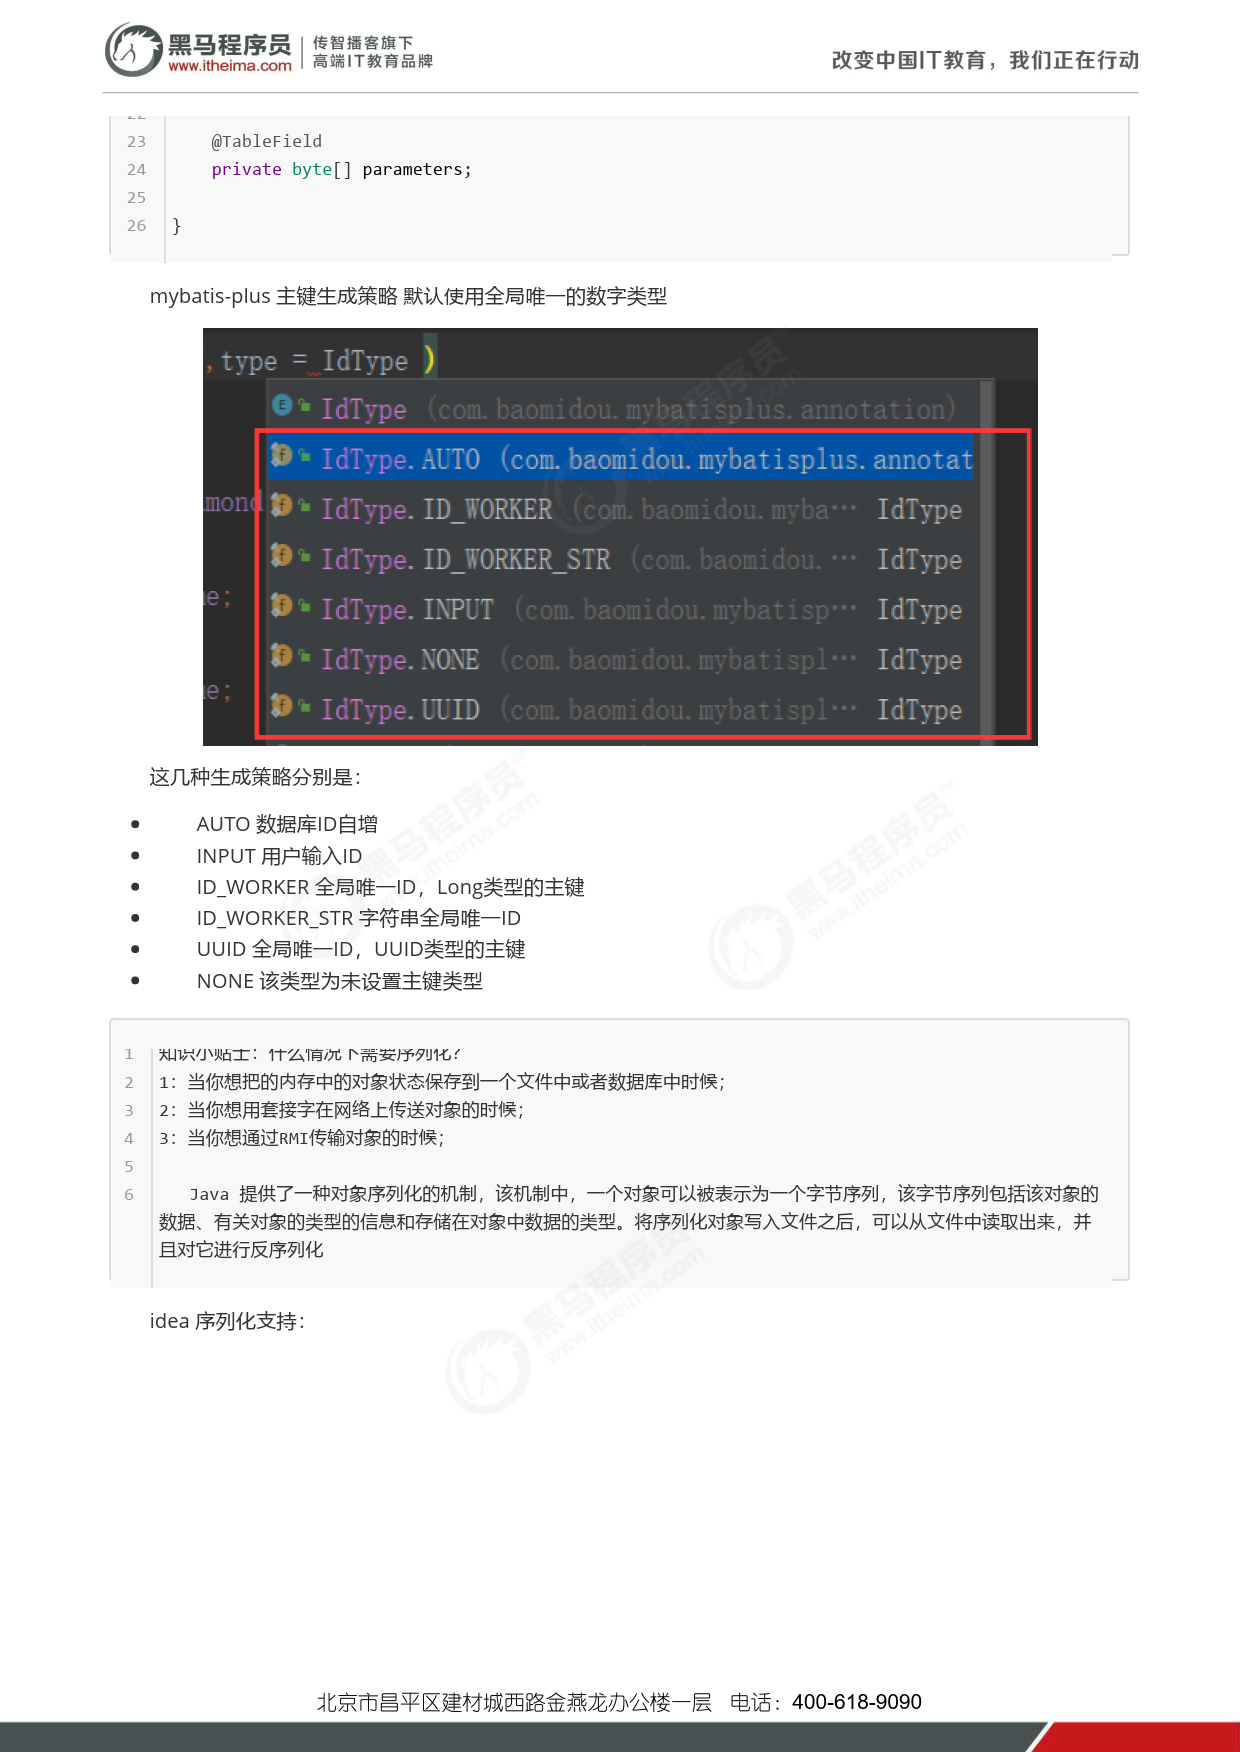 黑马程序员
www.itheima.com
传智播客旗下
高端IT教育品牌
改变中国IT教育，我们正在行动
22
23 @TableField
24 private byte[] parameters;
25
26 }
mybatis-plus 主键生成策略 默认使用全局唯一的数字类型
,type = IdType )
IdType (com.baomidou.mybatisplus.annotation)
IdType.AUTO (com.baomidou.mybatisplus.annotat
mond
IdType.ID_WORKER (com.baomidou.myba··· IdType
IdType.ID_WORKER_STR (com.baomidou.··· IdType
ue;
IdType.INPUT (com.baomidou.mybatisp··· IdType
IdType.NONE (com.baomidou.mybatispl··· IdType
ue;
IdType.UUID (com.baomidou.mybatispl··· IdType
这几种生成策略分别是：
• AUTO 数据库ID自增
• INPUT 用户输入ID
• ID_WORKER 全局唯一ID，Long类型的主键
• ID_WORKER_STR 字符串全局唯一ID
• UUID 全局唯一ID，UUID类型的主键
• NONE 该类型为未设置主键类型
1 知识小贴士：什么情况下需要序列化？
2 1：当你想把的内存中的对象状态保存到一个文件中或者数据库中时候；
3 2：当你想用套接字在网络上传送对象的时候；
4 3：当你想通过RMI传输对象的时候；
5
6 Java 提供了一种对象序列化的机制，该机制中，一个对象可以被表示为一个字节序列，该字节序列包括该对象的
数据、有关对象的类型的信息和存储在对象中数据的类型。将序列化对象写入文件之后，可以从文件中读取出来，并
且对它进行反序列化
idea 序列化支持：
北京市昌平区建材城西路金燕龙办公楼一层 电话：400-618-9090